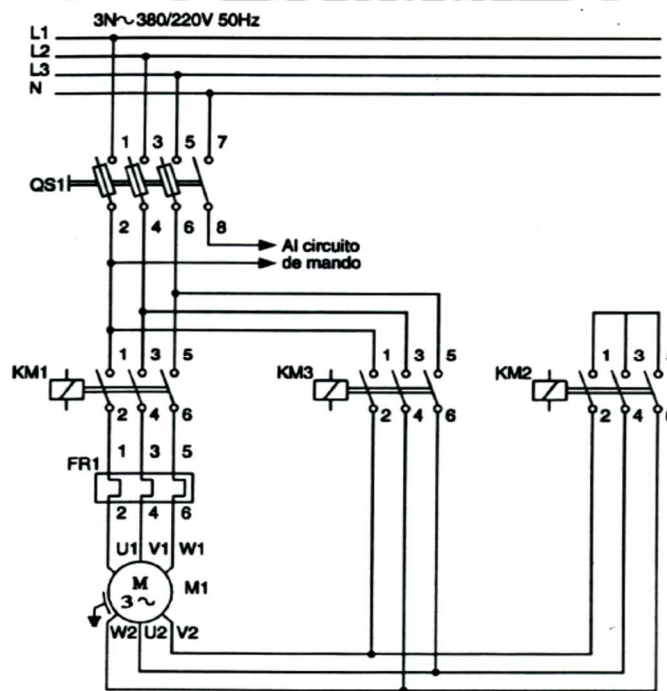 3N~ 380/220V 50Hz
L1
L2
L3
N
1 3 5 7
QS1
2 4 6 8
Al circuito
de mando
1 3 5
KM1
2 4 6
1 3 5
KM3
2 4 6
1 3
KM2
2 4
1 3 5
FR1
2 4 6
U1 V1 W1
M
3~
M1
W2 U2 V2